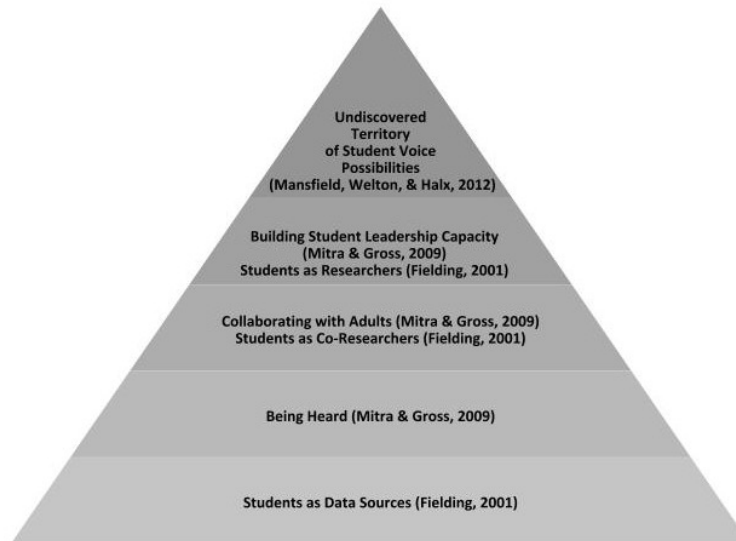 Undiscovered
Territory
of Student Voice
Possibilities
(Mansfield, Welton, & Halx, 2012)
Building Student Leadership Capacity
(Mitra & Gross, 2009)
Students as Researchers (Fielding, 2001)
Collaborating with Adults (Mitra & Gross, 2009)
Students as Co-Researchers (Fielding, 2001)
Being Heard (Mitra & Gross, 2009)
Students as Data Sources (Fielding, 2001)